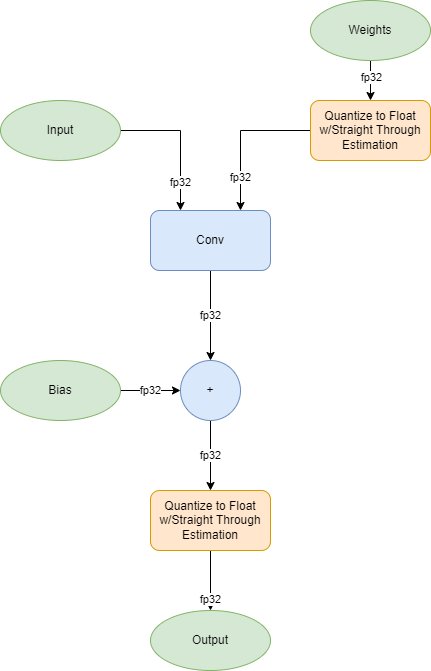 Weights
fp32
Quantize to Float
w/Straight Through
Estimation
Input
fp32
fp32
Conv
fp32
Bias
fp32
+
fp32
Quantize to Float
w/Straight Through
Estimation
fp32
Output